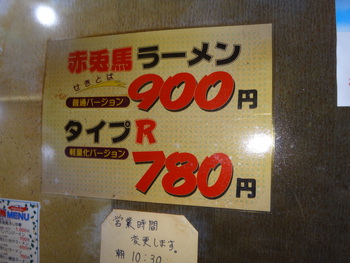 赤兎馬ラーメン
せきとば
普通バージョン 900円
タイプR
軽量化バージョン 780円
営業時間
変更します。
朝 10:30
MENU